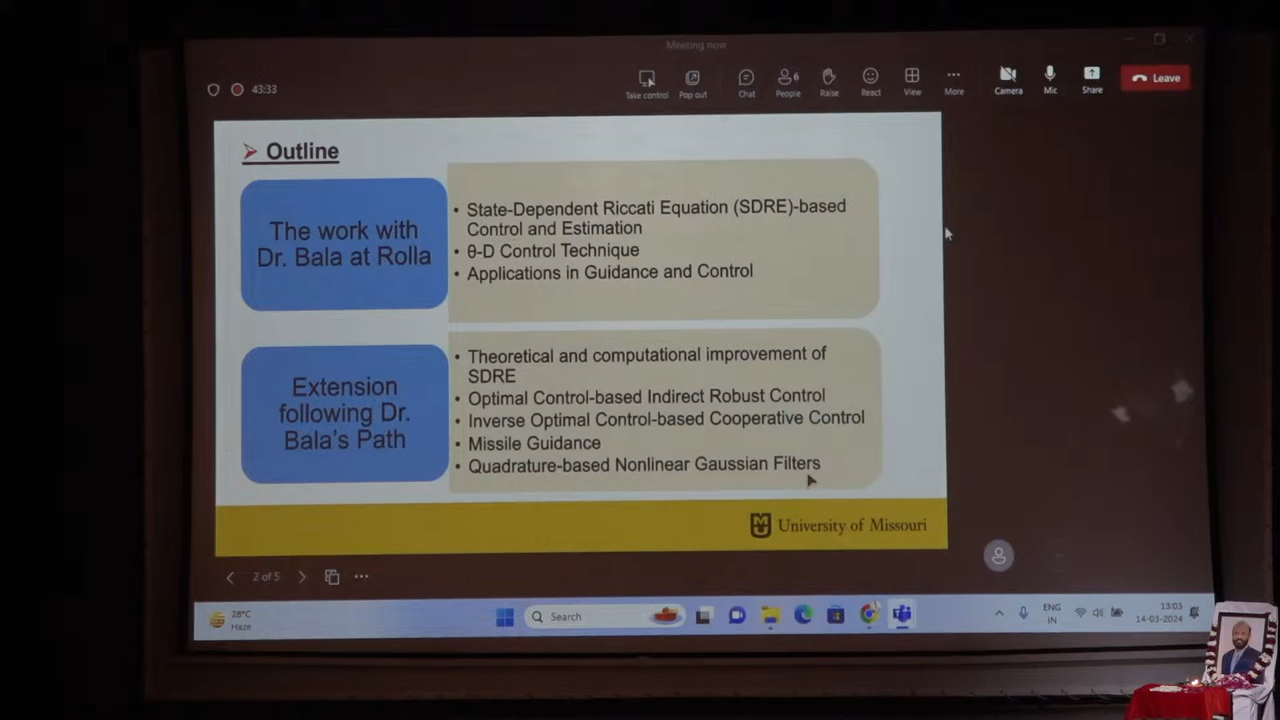 Meeting now
43:33
Take control
Pop out
Chat
6
People
Raise
React
View
More
Camera
Mic
Share
Leave
Outline
The work with
Dr. Bala at Rolla
• State-Dependent Riccati Equation (SDRE)-based
Control and Estimation
• θ-D Control Technique
• Applications in Guidance and Control
Extension
following Dr.
Bala's Path
• Theoretical and computational improvement of
SDRE
• Optimal Control-based Indirect Robust Control
• Inverse Optimal Control-based Cooperative Control
• Missile Guidance
• Quadrature-based Nonlinear Gaussian Filters
University of Missouri
2 of 5
28°C
Haze
Search
ENG
IN
13:03
14-03-2024